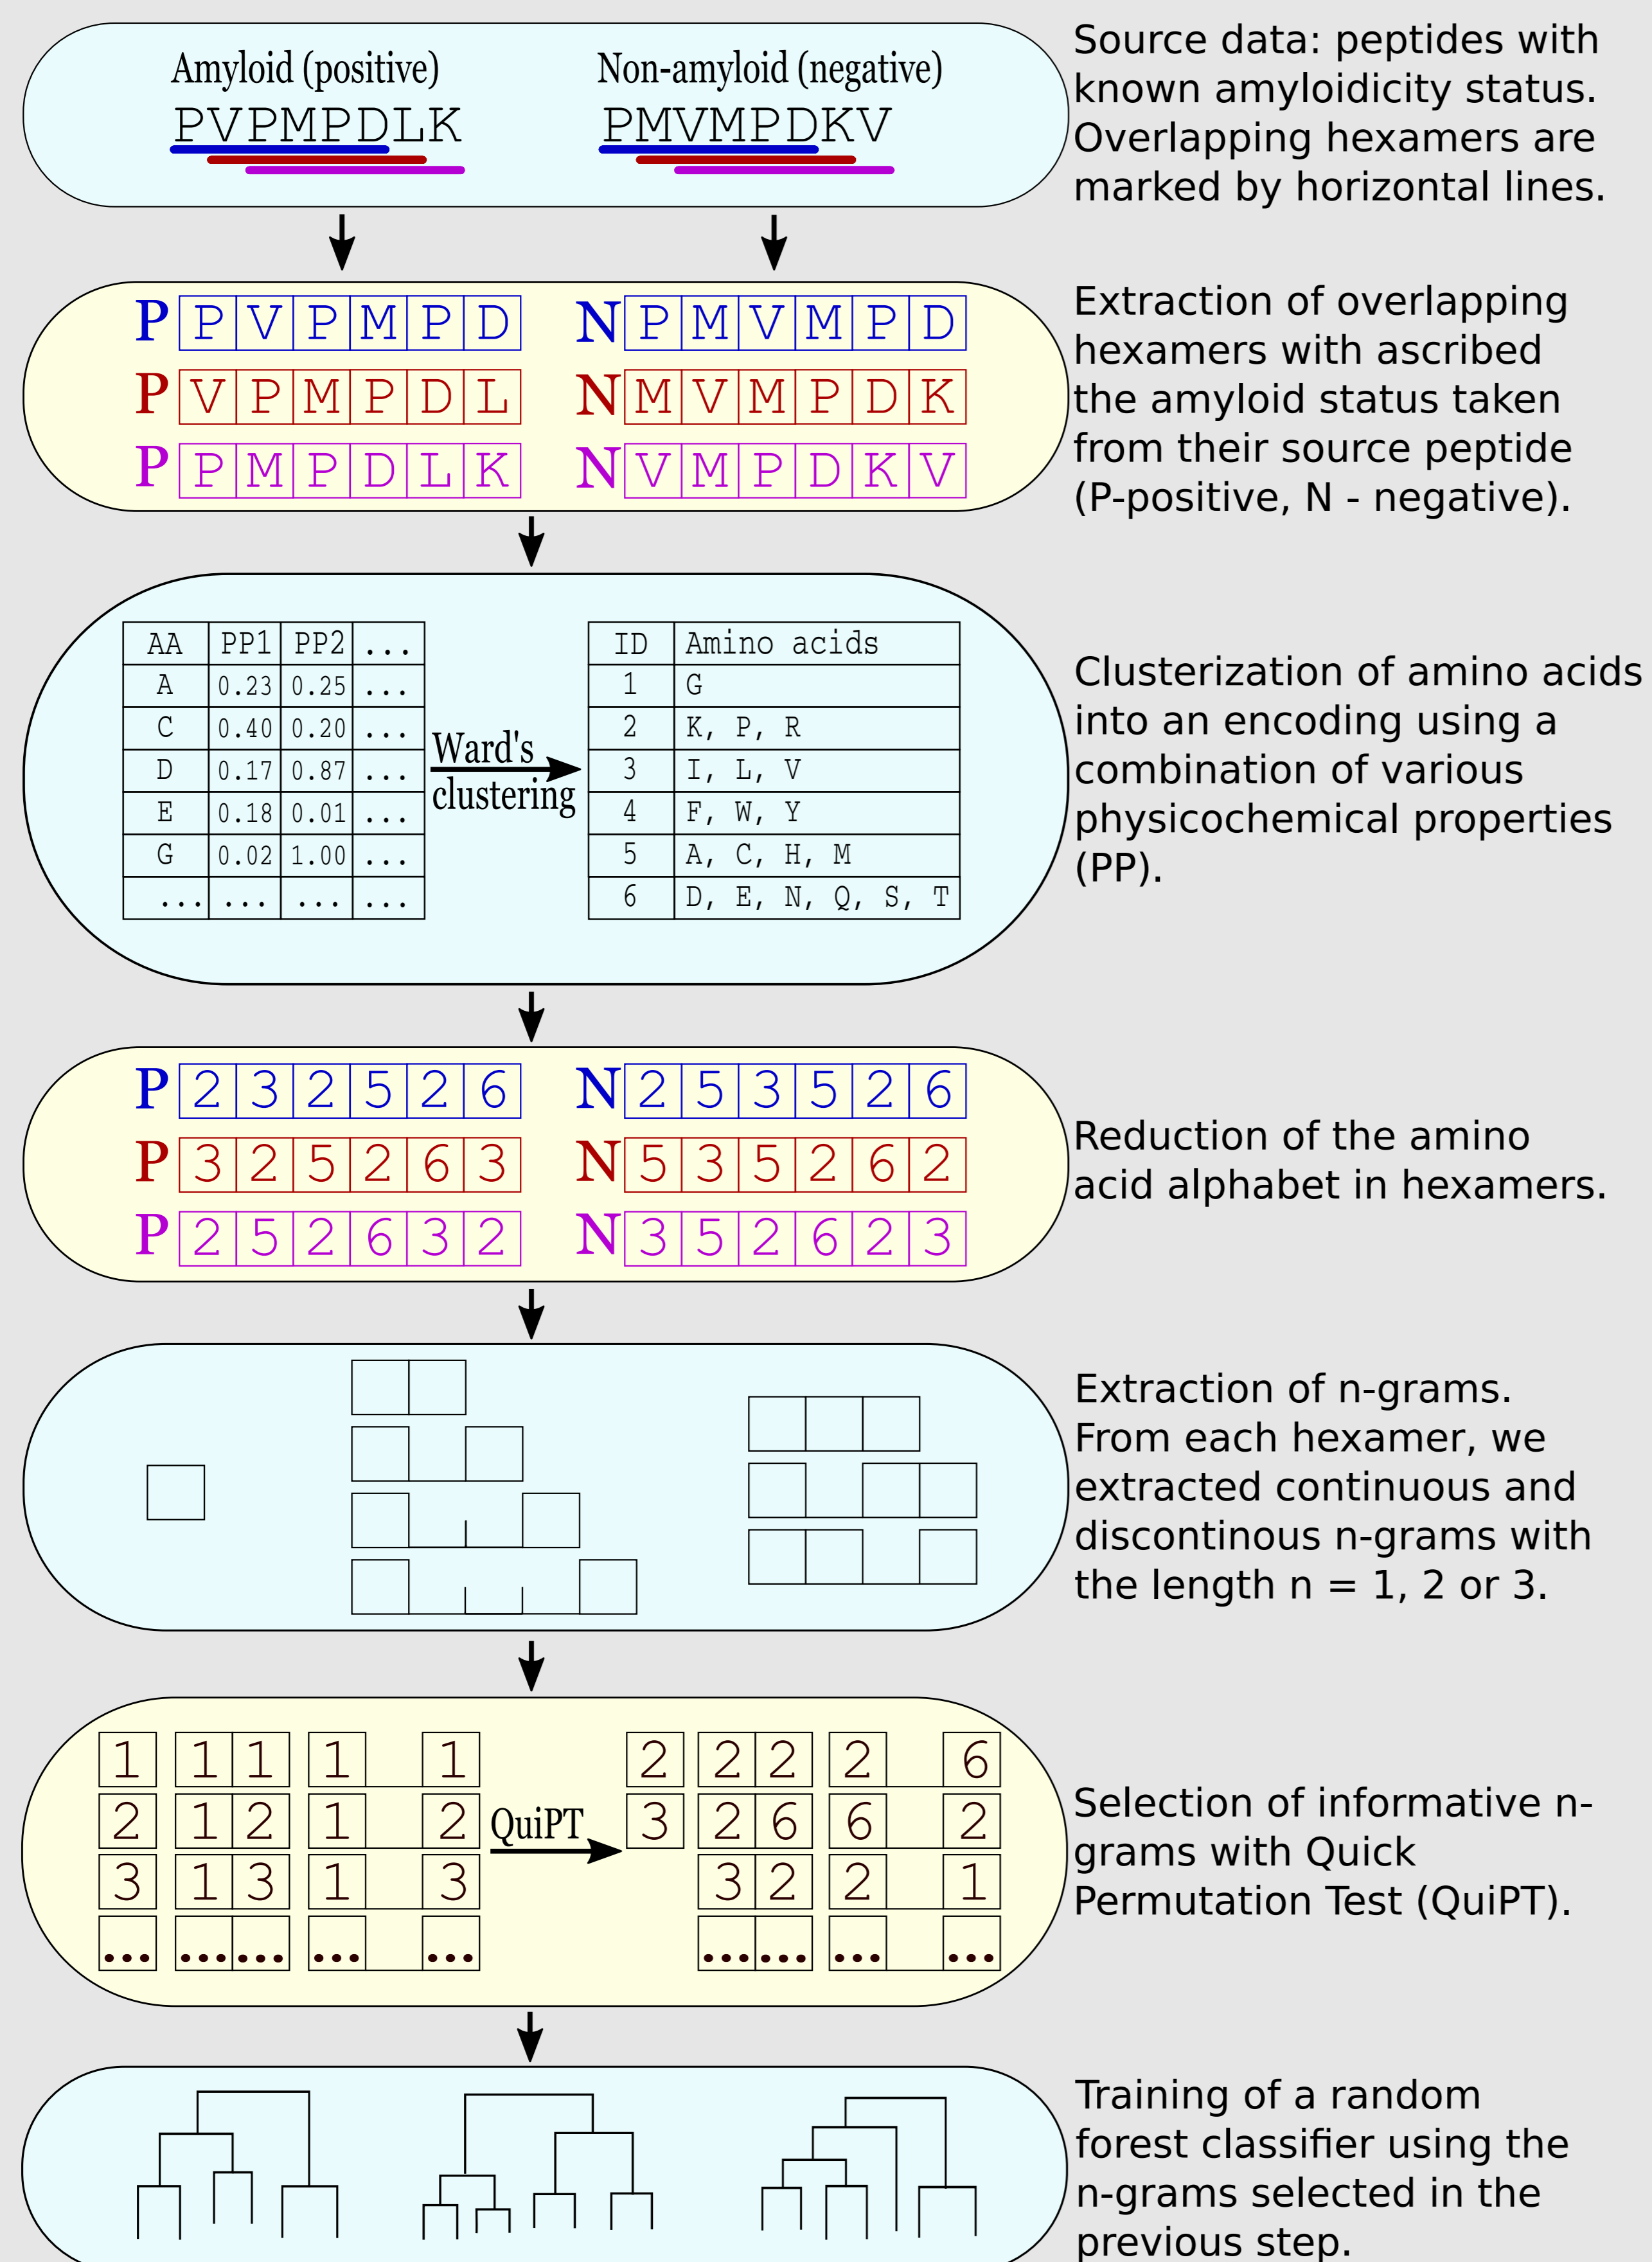 Amyloid (positive) Non-amyloid (negative)
PVPMPDLK PMVMPDKV
Source data: peptides with
known amyloidicity status.
Overlapping hexamers are
marked by horizontal lines.
P P V P M P D N P M V M P D
P V P M P D L N M V M P D K
P P M P D L K N V M P D K V
Extraction of overlapping
hexamers with ascribed
the amyloid status taken
from their source peptide
(P-positive, N - negative).
AA PP1 PP2 ...
A 0.23 0.25 ...
C 0.40 0.20 ...
D 0.17 0.87 ...
E 0.18 0.01 ...
G 0.02 1.00 ...
... ... ... ...
Ward's
clustering
ID Amino acids
1 G
2 K, P, R
3 I, L, V
4 F, W, Y
5 A, C, H, M
6 D, E, N, Q, S, T
Clusterization of amino acids
into an encoding using a
combination of various
physicochemical properties
(PP).
P 2 3 2 5 2 6 N 2 5 3 5 2 6
P 3 2 5 2 6 3 N 5 3 5 2 6 2
P 2 5 2 6 3 2 N 3 5 2 6 2 3
Reduction of the amino
acid alphabet in hexamers.
Extraction of n-grams.
From each hexamer, we
extracted continuous and
discontinous n-grams with
the length n = 1, 2 or 3.
1 1 1 1 1
2 1 2 1 2
3 1 3 1 3
... ... ... ... ...
QuiPT
2 2 2 2 6
3 2 6 6 2
3 2 2 1
... ... ... ...
Selection of informative n-
grams with Quick
Permutation Test (QuiPT).
Training of a random
forest classifier using the
n-grams selected in the
previous step.